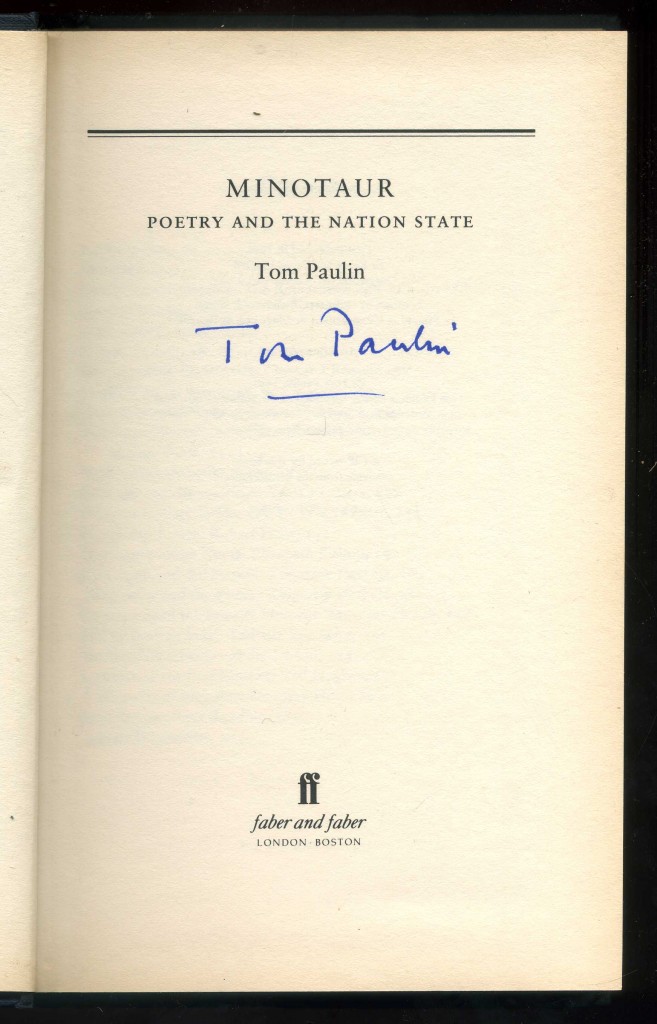 MINOTAUR
POETRY AND THE NATION STATE
Tom Paulin
Tom Paulin
ff
faber and faber
LONDON · BOSTON